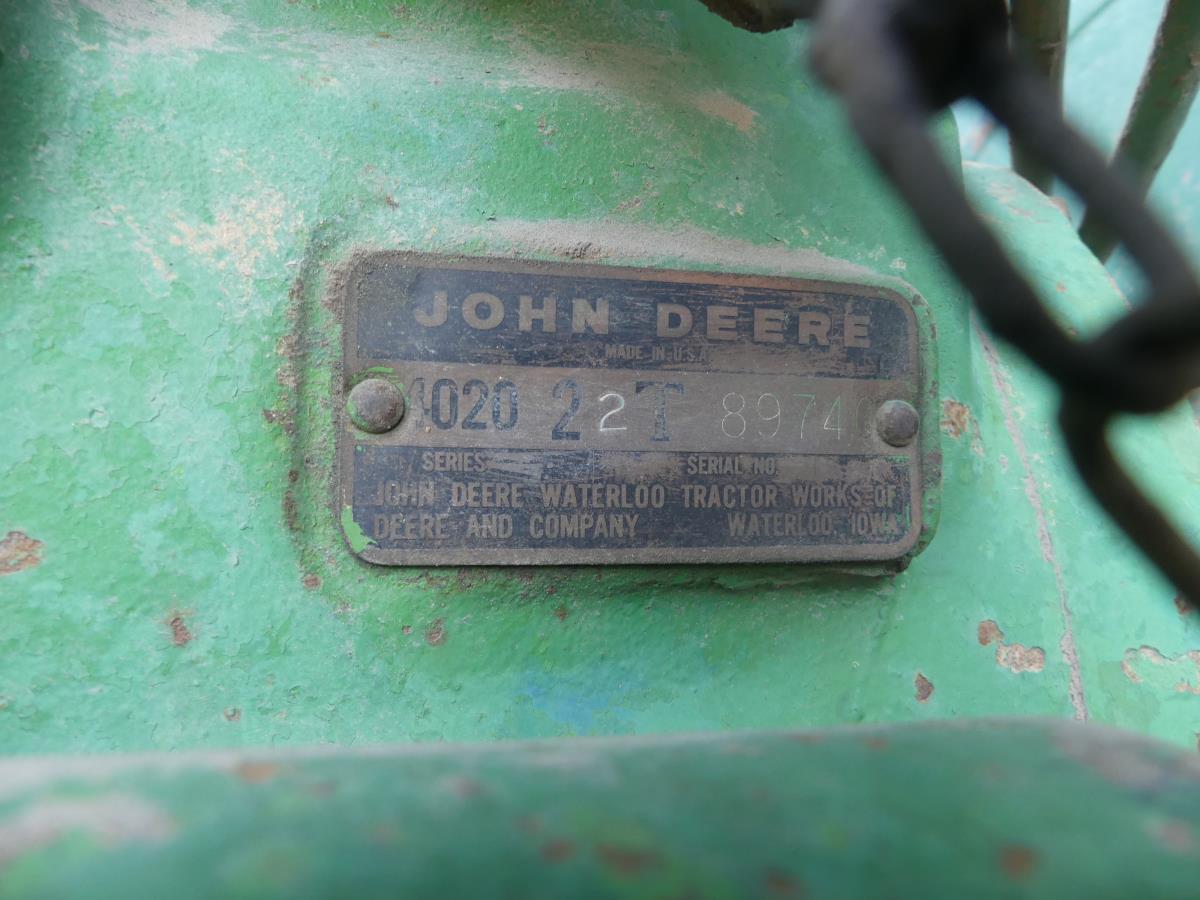 JOHN DEERE
MADE IN U.S.A.
4020 22T 89740
SERIES SERIAL NO.
JOHN DEERE WATERLOO TRACTOR WORKS OF
DEERE AND COMPANY WATERLOO, IOWA